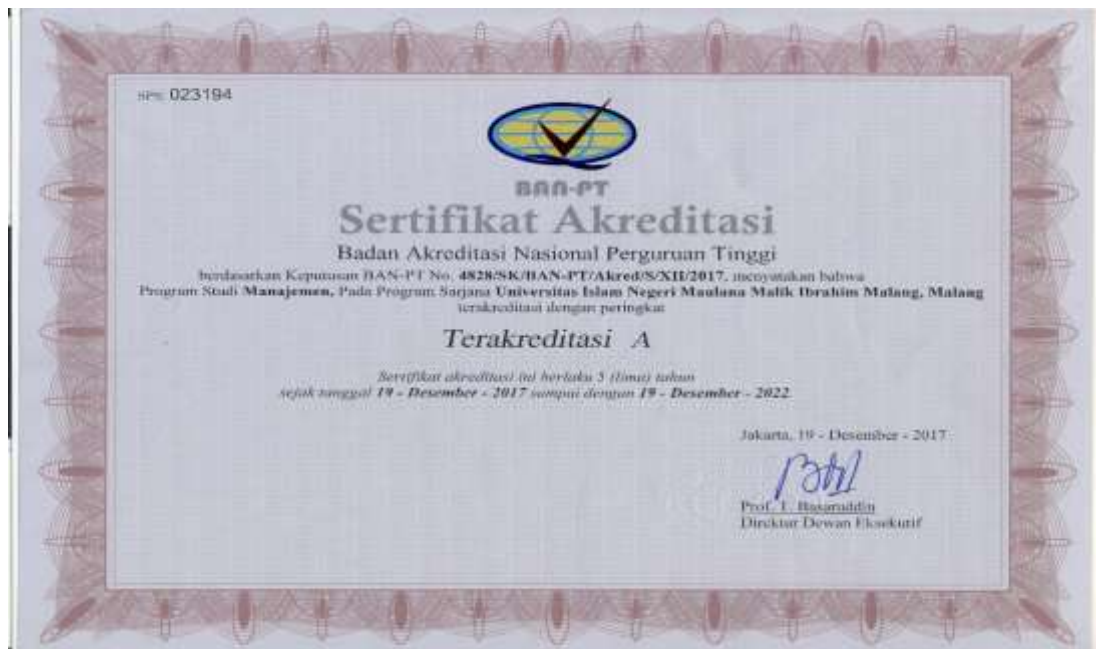 023194
BAN-PT
Sertifikat Akreditasi
Badan Akreditasi Nasional Perguruan Tinggi
berdasarkan Keputusan BAN-PT No. 4828/SK/BAN-PT/Akred/S/XII/2017, menyatakan bahwa
Program Studi Manajemen, Pada Program Sarjana Universitas Islam Negeri Maulana Malik Ibrahim Malang, Malang
terakreditasi dengan peringkat
Terakreditasi A
Sertifikat akreditasi ini berlaku 5 (lima) tahun
sejak tanggal 19 - Desember - 2017 sampai dengan 19 - Desember - 2022
Jakarta, 19 - Desember - 2017
Prof. T. Basaruddin
Direktur Dewan Eksekutif